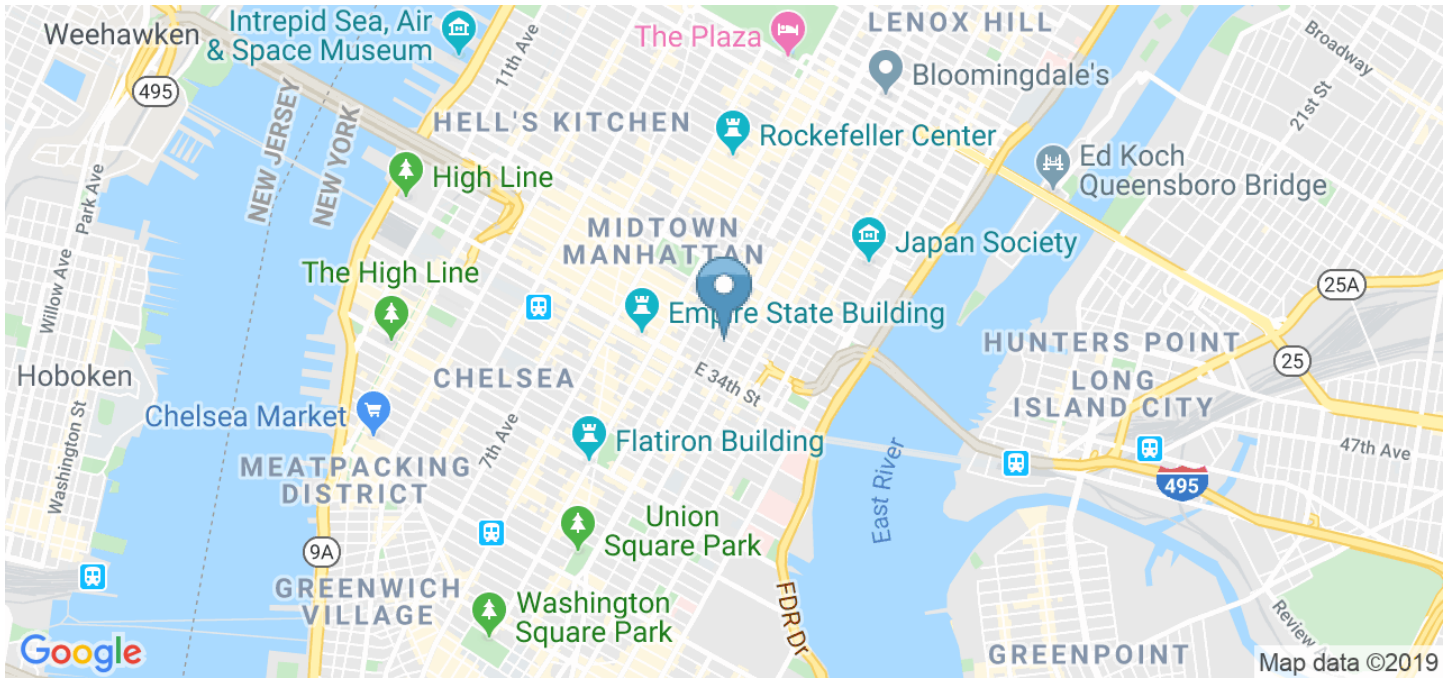 Weehawken
Intrepid Sea, Air
& Space Museum
11th Ave
The Plaza
LENOX HILL
Bloomingdale's
Broadway
21st St
495
Park Ave
NEW JERSEY
NEW YORK
HELL'S KITCHEN
Rockefeller Center
Ed Koch
Queensboro Bridge
High Line
MIDTOWN
MANHATTAN
Japan Society
Willow Ave
The High Line
25A
Empire State Building
HUNTERS POINT
25
Hoboken
CHELSEA
E 34th St
LONG
ISLAND CITY
Chelsea Market
7th Ave
Flatiron Building
47th Ave
Washington St
MEATPACKING
DISTRICT
East River
495
Union
Square Park
9A
GREENWICH
VILLAGE
Washington
Square Park
FDR Dr
Review
GREENPOINT
Google
Map data ©2019